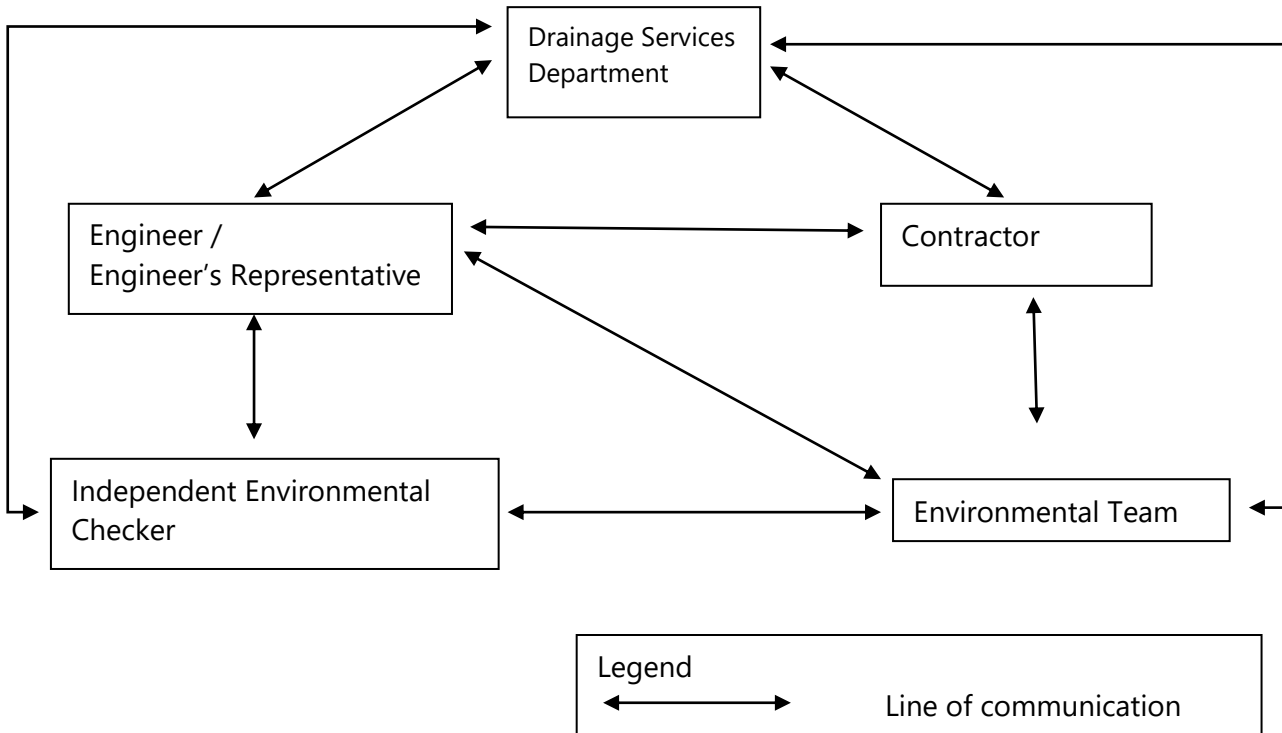 Drainage Services
Department
Engineer /
Engineer’s Representative
Contractor
Independent Environmental
Checker
Environmental Team
Legend
Line of communication